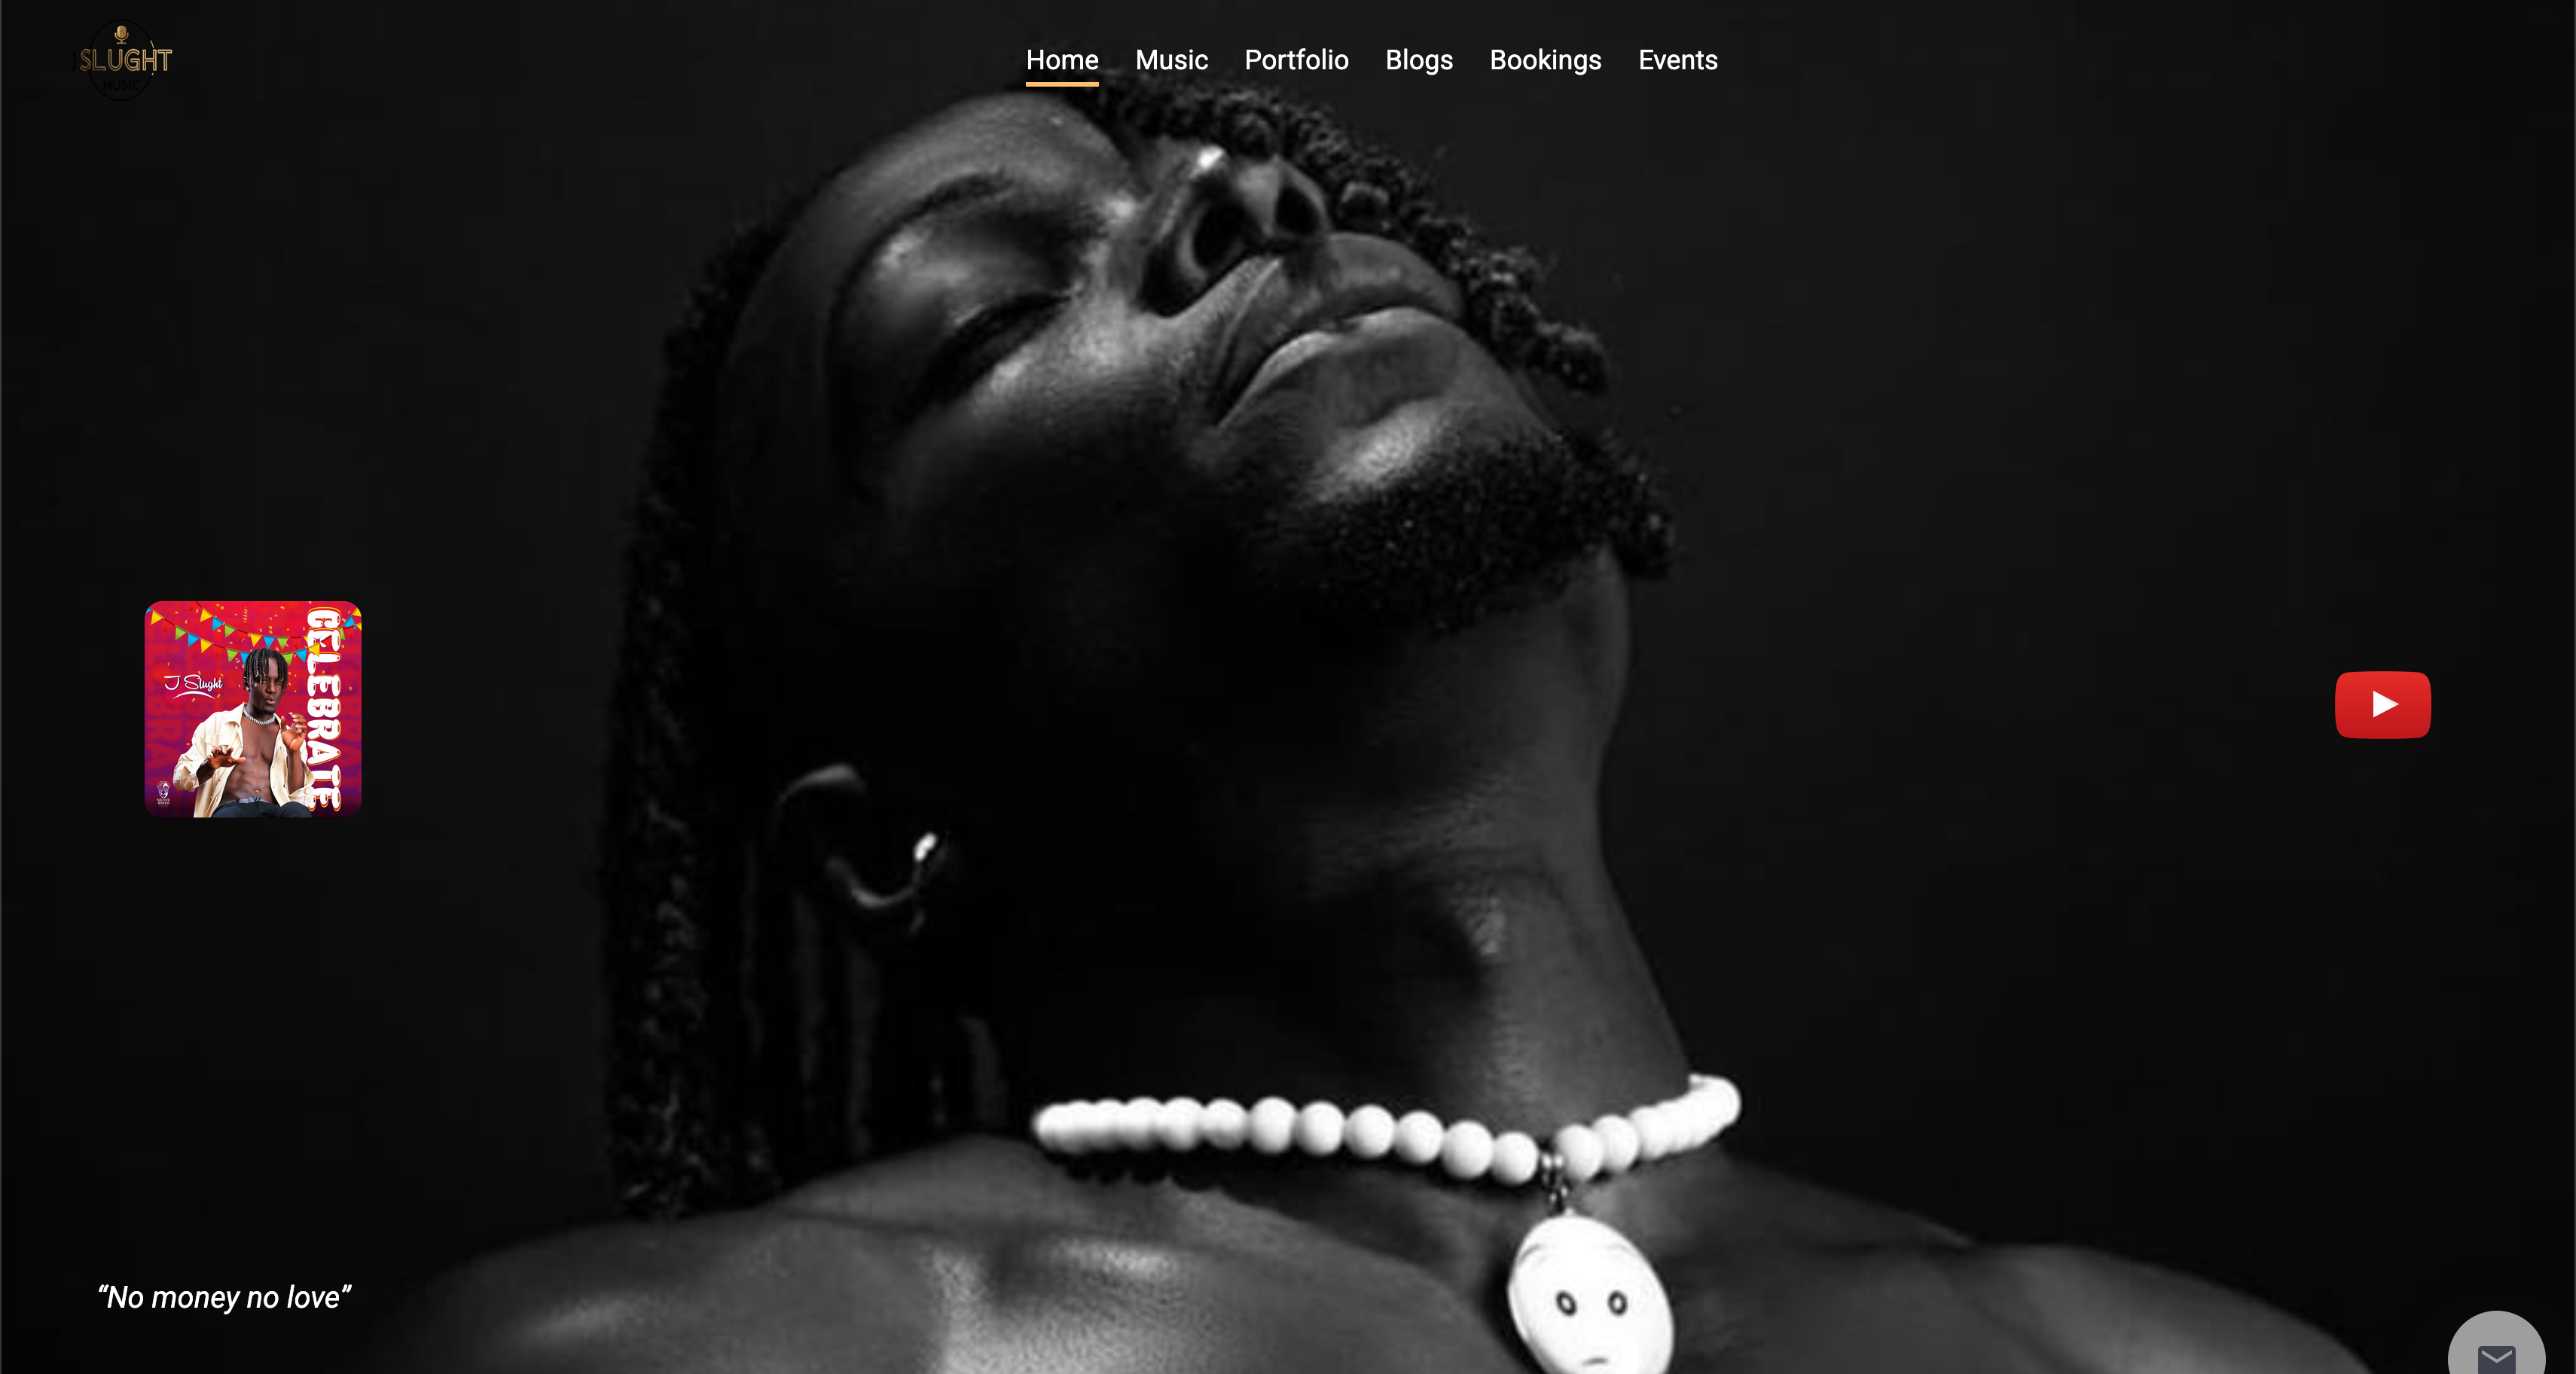 SLUGHT
MUSIC
Home Music Portfolio Blogs Bookings Events
J Slught
CELEBRATE
“No money no love”